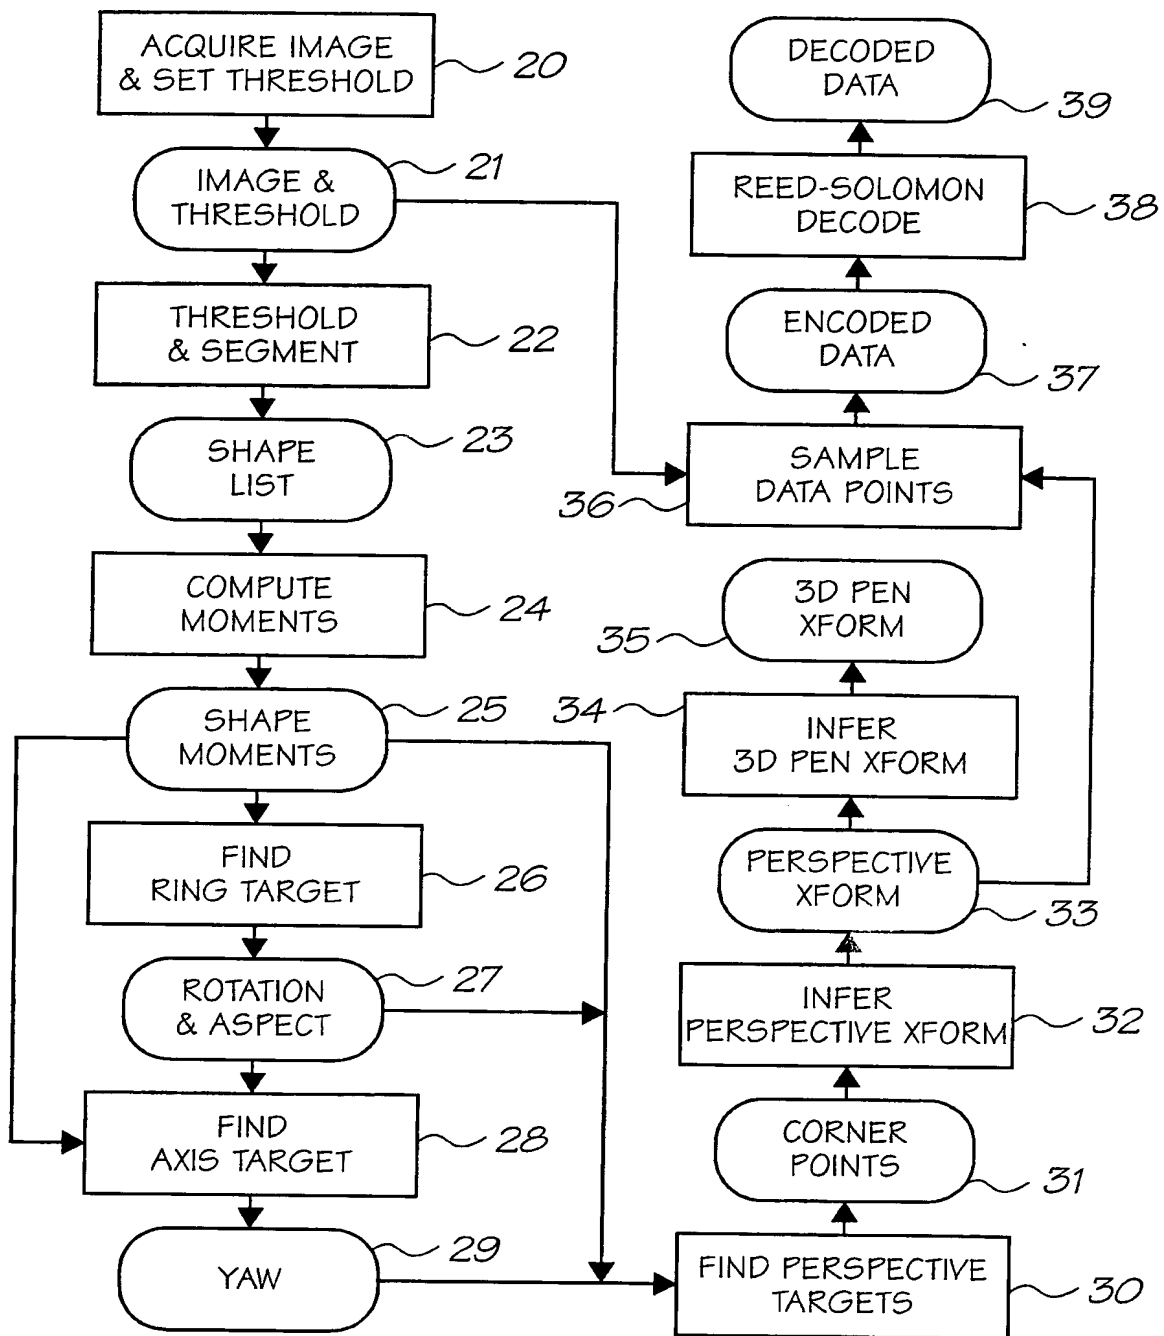 ACQUIRE IMAGE
& SET THRESHOLD
20
IMAGE &
THRESHOLD
21
THRESHOLD
& SEGMENT
22
SHAPE
LIST
23
COMPUTE
MOMENTS
24
SHAPE
MOMENTS
25
FIND
RING TARGET
26
ROTATION
& ASPECT
27
FIND
AXIS TARGET
28
YAW
29
DECODED
DATA
39
REED-SOLOMON
DECODE
38
ENCODED
DATA
37
SAMPLE
DATA POINTS
36
3D PEN
XFORM
35
34
INFER
3D PEN XFORM
PERSPECTIVE
XFORM
33
INFER
PERSPECTIVE XFORM
32
CORNER
POINTS
31
FIND PERSPECTIVE
TARGETS
30